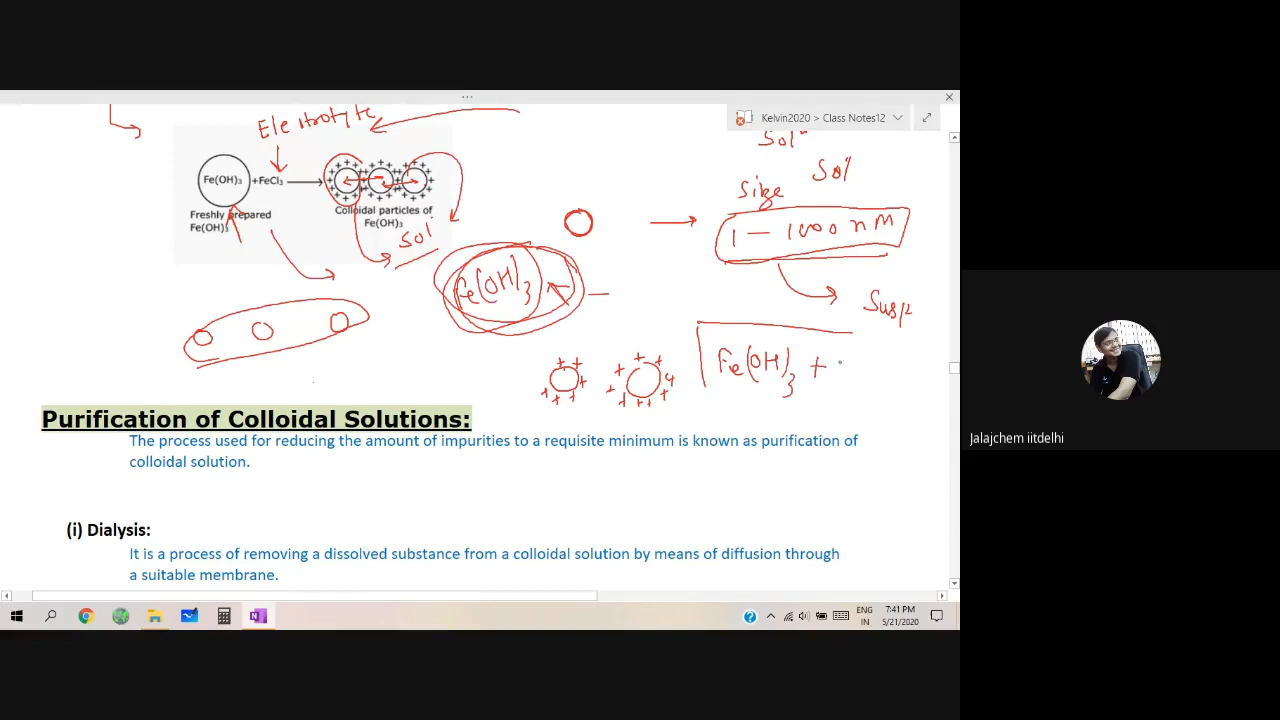 Kelvin2020 > Class Notes12
Electrolyte
Solⁿ
Sol
Size
1 — 1000 nm
Susp
Fe(OH)₃ +FeCl₃
Freshly prepared
Fe(OH)₃
Colloidal particles of
Fe(OH)₃
Sol
Fe(OH)₃
Fe(OH)₃ +
Purification of Colloidal Solutions:
The process used for reducing the amount of impurities to a requisite minimum is known as purification of
colloidal solution.
(i) Dialysis:
It is a process of removing a dissolved substance from a colloidal solution by means of diffusion through
a suitable membrane.
Jalajchem iitdelhi
ENG
IN
7:41 PM
5/21/2020